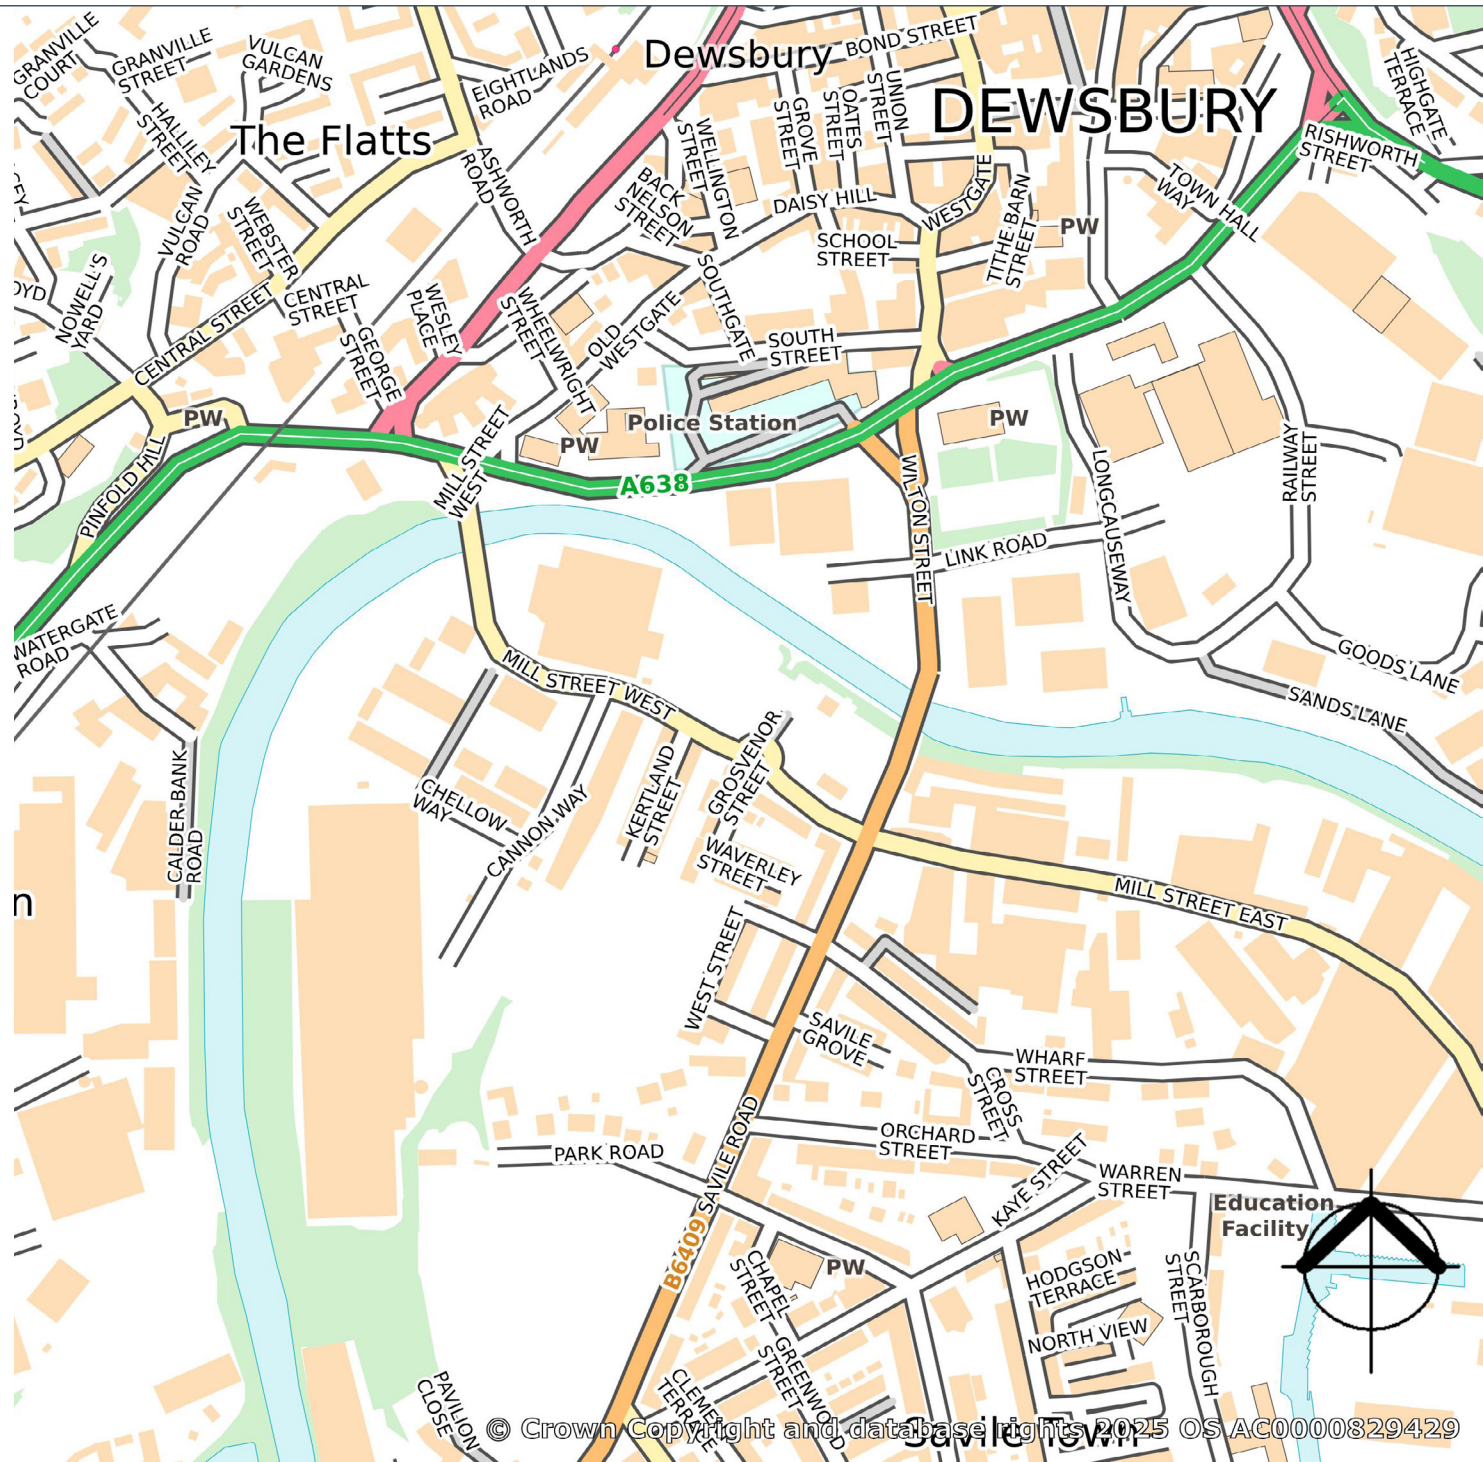 GRANVILLE
COURT
GRANVILLE
STREET
VULCAN
GARDENS
EIGHTLANDS
ROAD
Dewsbury
BOND STREET
UNION
STREET
OATES
STREET
GROVE
STREET
DEWSBURY
HIGHGATE
TERRACE
RISHWORTH
STREET
HALLILEY
STREET
The Flatts
ASHWORTH
ROAD
WELLINGTON
STREET
BACK
NELSON
STREET
DAISY HILL
WESTGATE
TITHE BARN
STREET
PW
TOWN HALL
WAY
VULCAN
ROAD
WEBSTER
STREET
SCHOOL
STREET
OYD
NOWELL'S
YARD
CENTRAL STREET
CENTRAL
STREET
GEORGE
STREET
WESLEY
PLACE
WHEELWRIGHT
STREET
OLD
WESTGATE
SOUTHGATE
SOUTH
STREET
PW
PINFOLD HILL
MILL STREET
WEST
PW
Police Station
PW
A638
WILTON STREET
LINK ROAD
LONGCAUSEWAY
RAILWAY
STREET
GOODS LANE
SANDS LANE
WATERGATE
ROAD
MILL STREET WEST
CALDER BANK
ROAD
CHELLOW
WAY
CANNON WAY
KERTLAND
STREET
GROSVENOR
STREET
WAVERLEY
STREET
MILL STREET EAST
n
WEST STREET
SAVILE
GROVE
WHARF
STREET
CROSS
STREET
ORCHARD
STREET
PARK ROAD
SAVILE ROAD
B6409
KAYE STREET
WARREN
STREET
Education
Facility
PW
CHAPEL
STREET
HODGSON
TERRACE
NORTH VIEW
SCARBOROUGH
STREET
GREENWOOD
STREET
PAVILION
CLOSE
TERRACE
Savile Town
© Crown Copyright and database rights 2025 OS AC0000829429